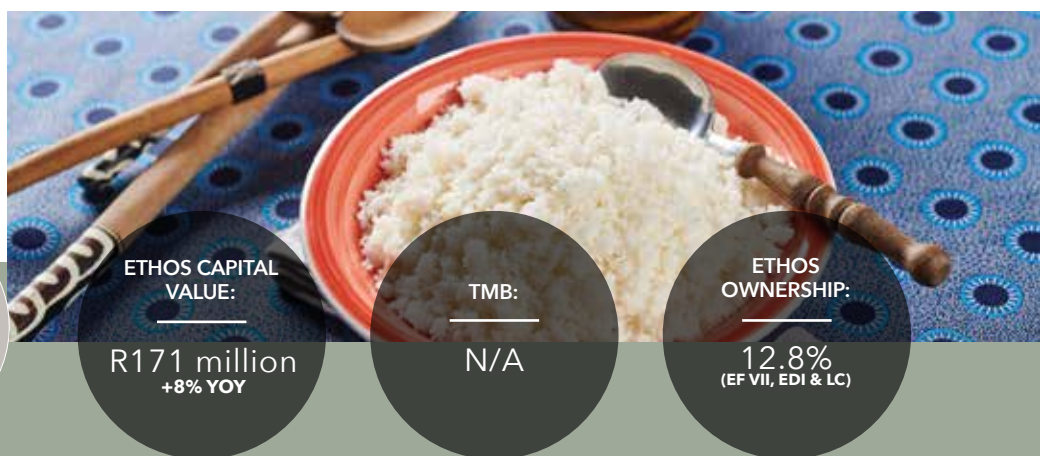 ETHOS CAPITAL
VALUE:
R171 million
+8% YOY
TMB:
N/A
ETHOS
OWNERSHIP:
12.8%
(EF VII, EDI & LC)